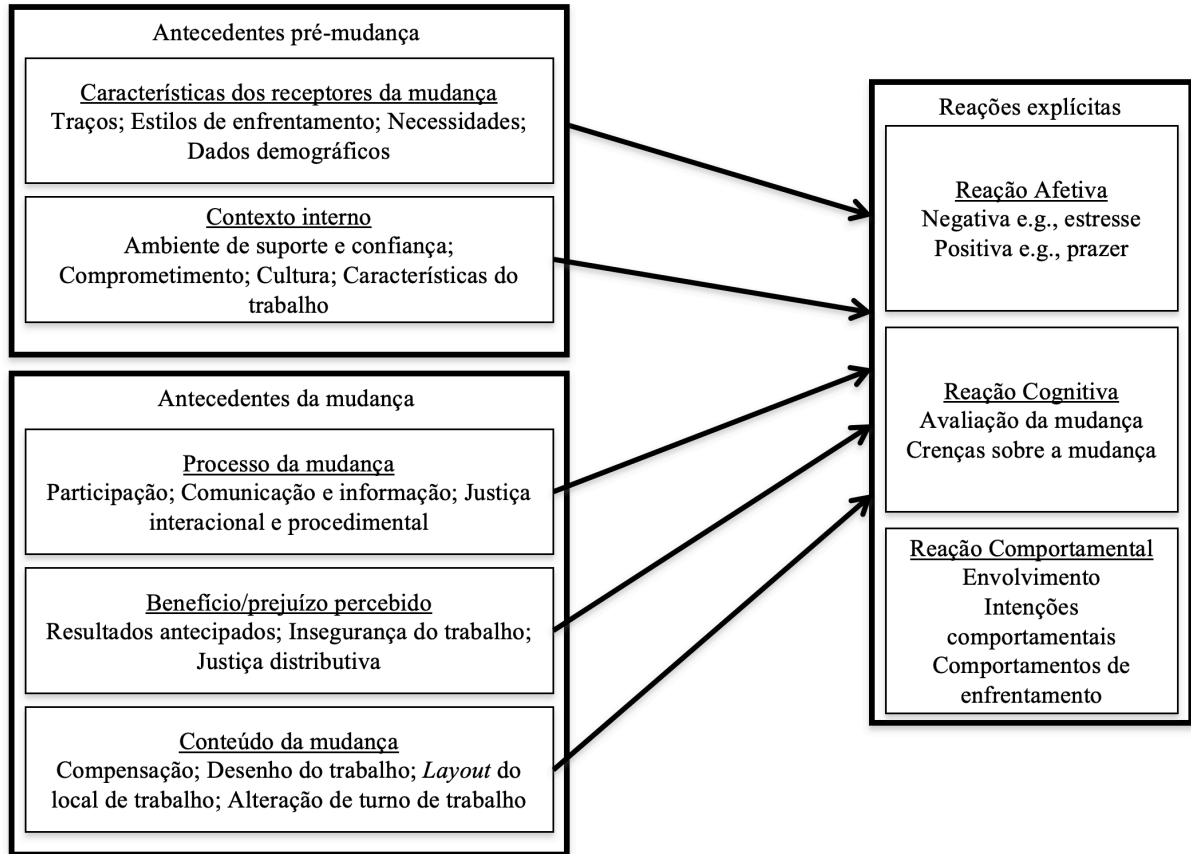 Antecedentes pré-mudança
Características dos receptores da mudança
Traços; Estilos de enfrentamento; Necessidades;
Dados demográficos
Contexto interno
Ambiente de suporte e confiança;
Comprometimento; Cultura; Características do
trabalho
Antecedentes da mudança
Processo da mudança
Participação; Comunicação e informação; Justiça
interacional e procedimental
Benefício/prejuízo percebido
Resultados antecipados; Insegurança do trabalho;
Justiça distributiva
Conteúdo da mudança
Compensação; Desenho do trabalho; Layout do
local de trabalho; Alteração de turno de trabalho
Reações explícitas
Reação Afetiva
Negativa e.g., estresse
Positiva e.g., prazer
Reação Cognitiva
Avaliação da mudança
Crenças sobre a mudança
Reação Comportamental
Envolvimento
Intenções
comportamentais
Comportamentos de
enfrentamento